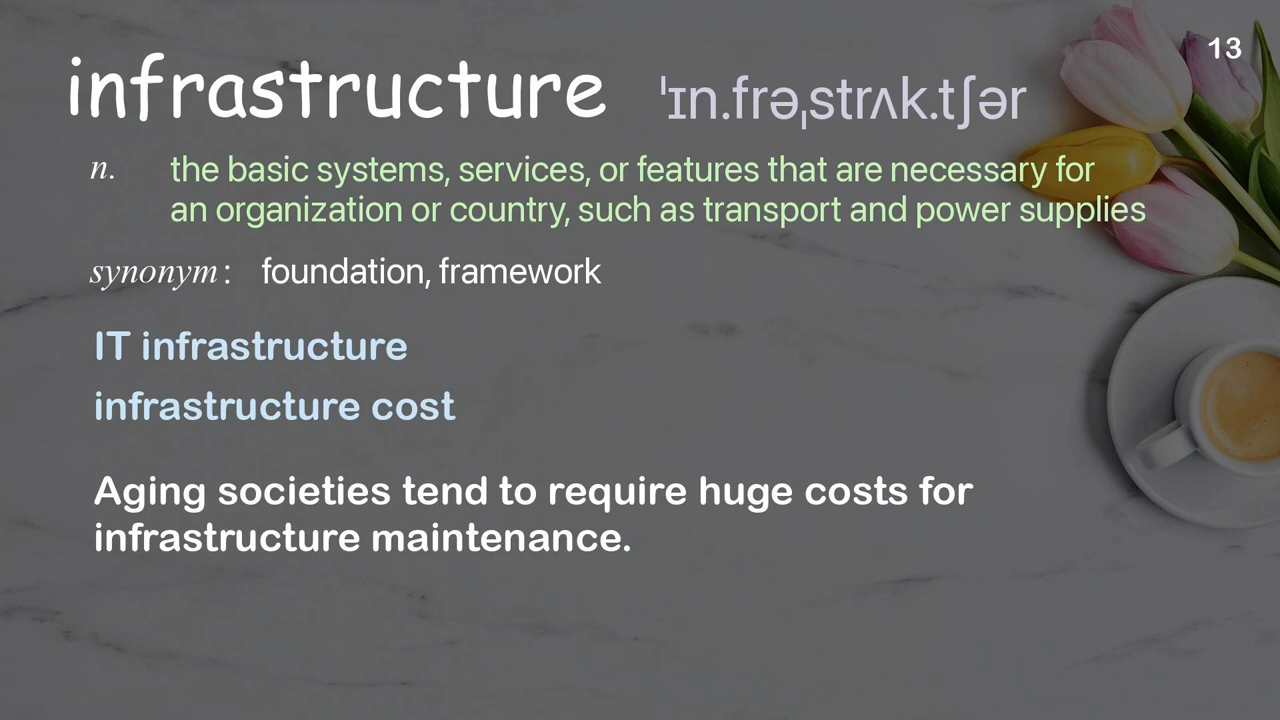 13
infrastructure ˈɪn.frəˌstrʌk.tʃər
n. the basic systems, services, or features that are necessary for
an organization or country, such as transport and power supplies
synonym: foundation, framework
IT infrastructure
infrastructure cost
Aging societies tend to require huge costs for
infrastructure maintenance.